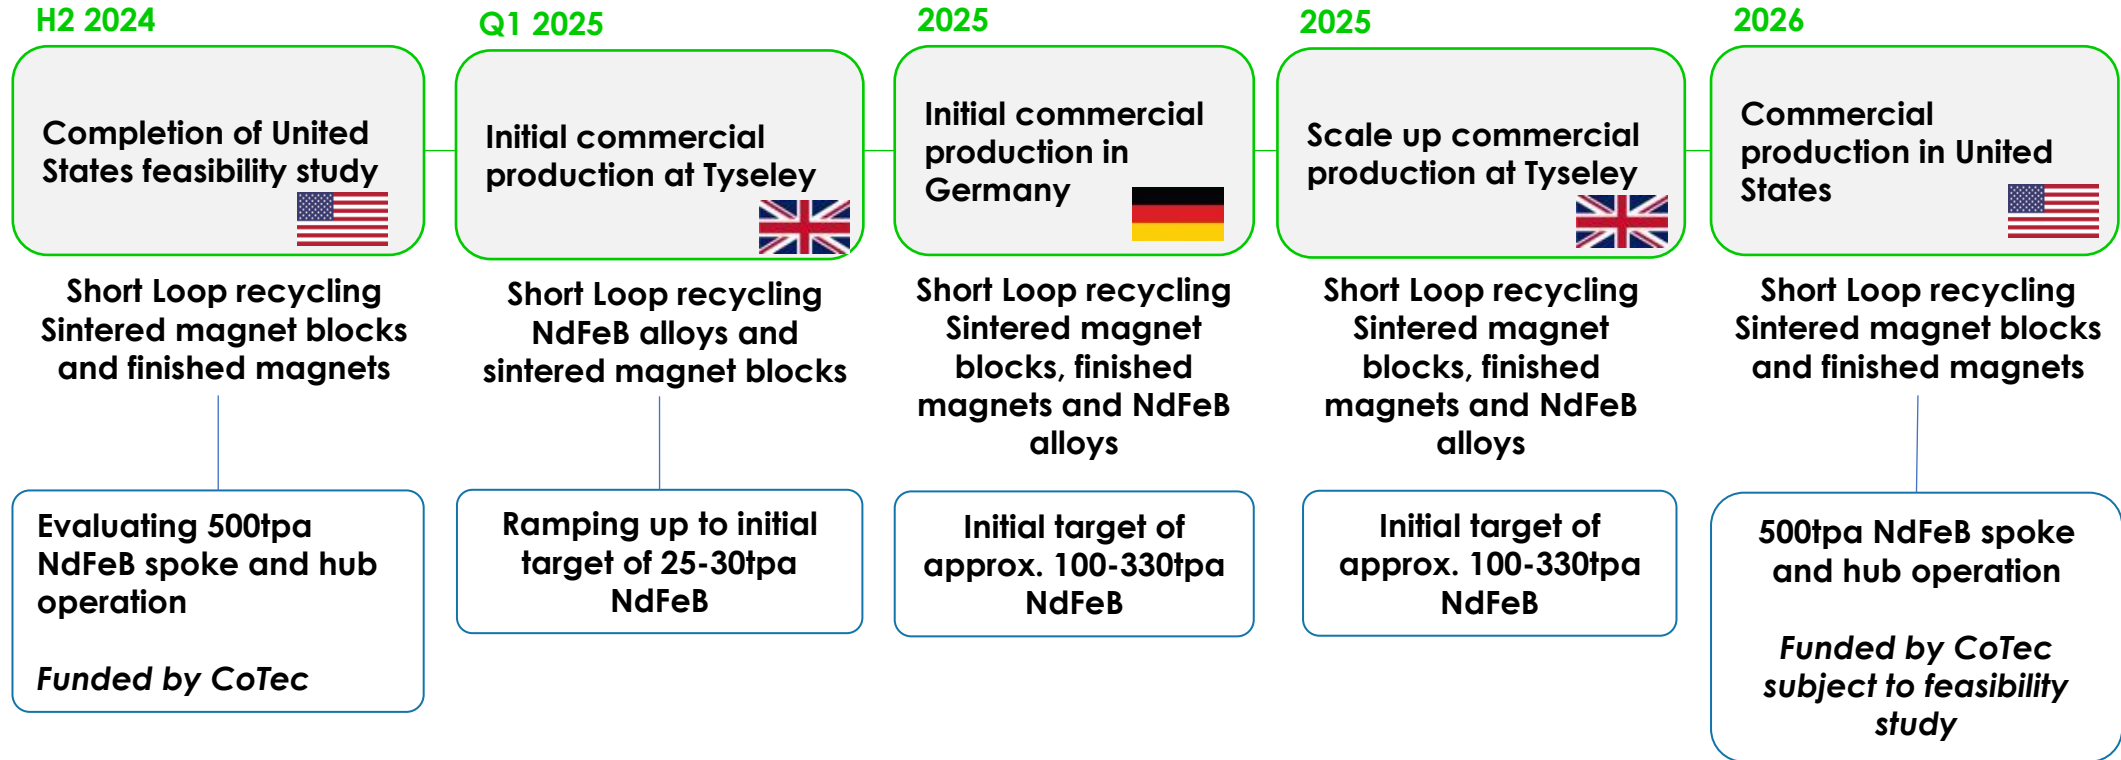 H2 2024
Completion of United
States feasibility study
Short Loop recycling
Sintered magnet blocks
and finished magnets
Evaluating 500tpa
NdFeB spoke and hub
operation
Funded by CoTec
Q1 2025
Initial commercial
production at Tyseley
Short Loop recycling
NdFeB alloys and
sintered magnet blocks
Ramping up to initial
target of 25-30tpa
NdFeB
2025
Initial commercial
production in
Germany
Short Loop recycling
Sintered magnet
blocks, finished
magnets and NdFeB
alloys
Initial target of
approx. 100-330tpa
NdFeB
2025
Scale up commercial
production at Tyseley
Short Loop recycling
Sintered magnet
blocks, finished
magnets and NdFeB
alloys
Initial target of
approx. 100-330tpa
NdFeB
2026
Commercial
production in United
States
Short Loop recycling
Sintered magnet blocks
and finished magnets
500tpa NdFeB spoke
and hub operation
Funded by CoTec
subject to feasibility
study